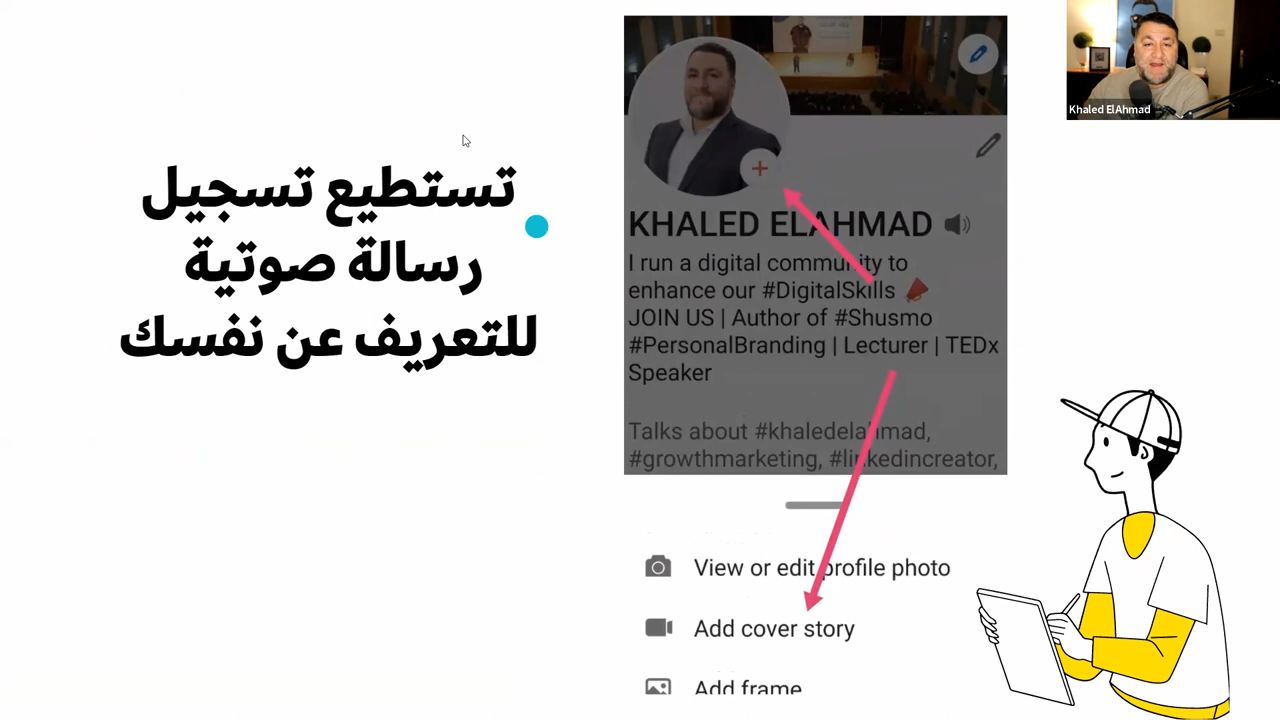 تستطيع تسجيل
رسالة صوتية
للتعريف عن نفسك
KHALED ELAHMAD
I run a digital community to
enhance our #DigitalSkills
JOIN US | Author of #Shusmo
#PersonalBranding | Lecturer | TEDx
Speaker
Talks about #khaledelahmad,
#growthmarketing, #linkedincreator,
View or edit profile photo
Add cover story
Add frame
Khaled ElAhmad